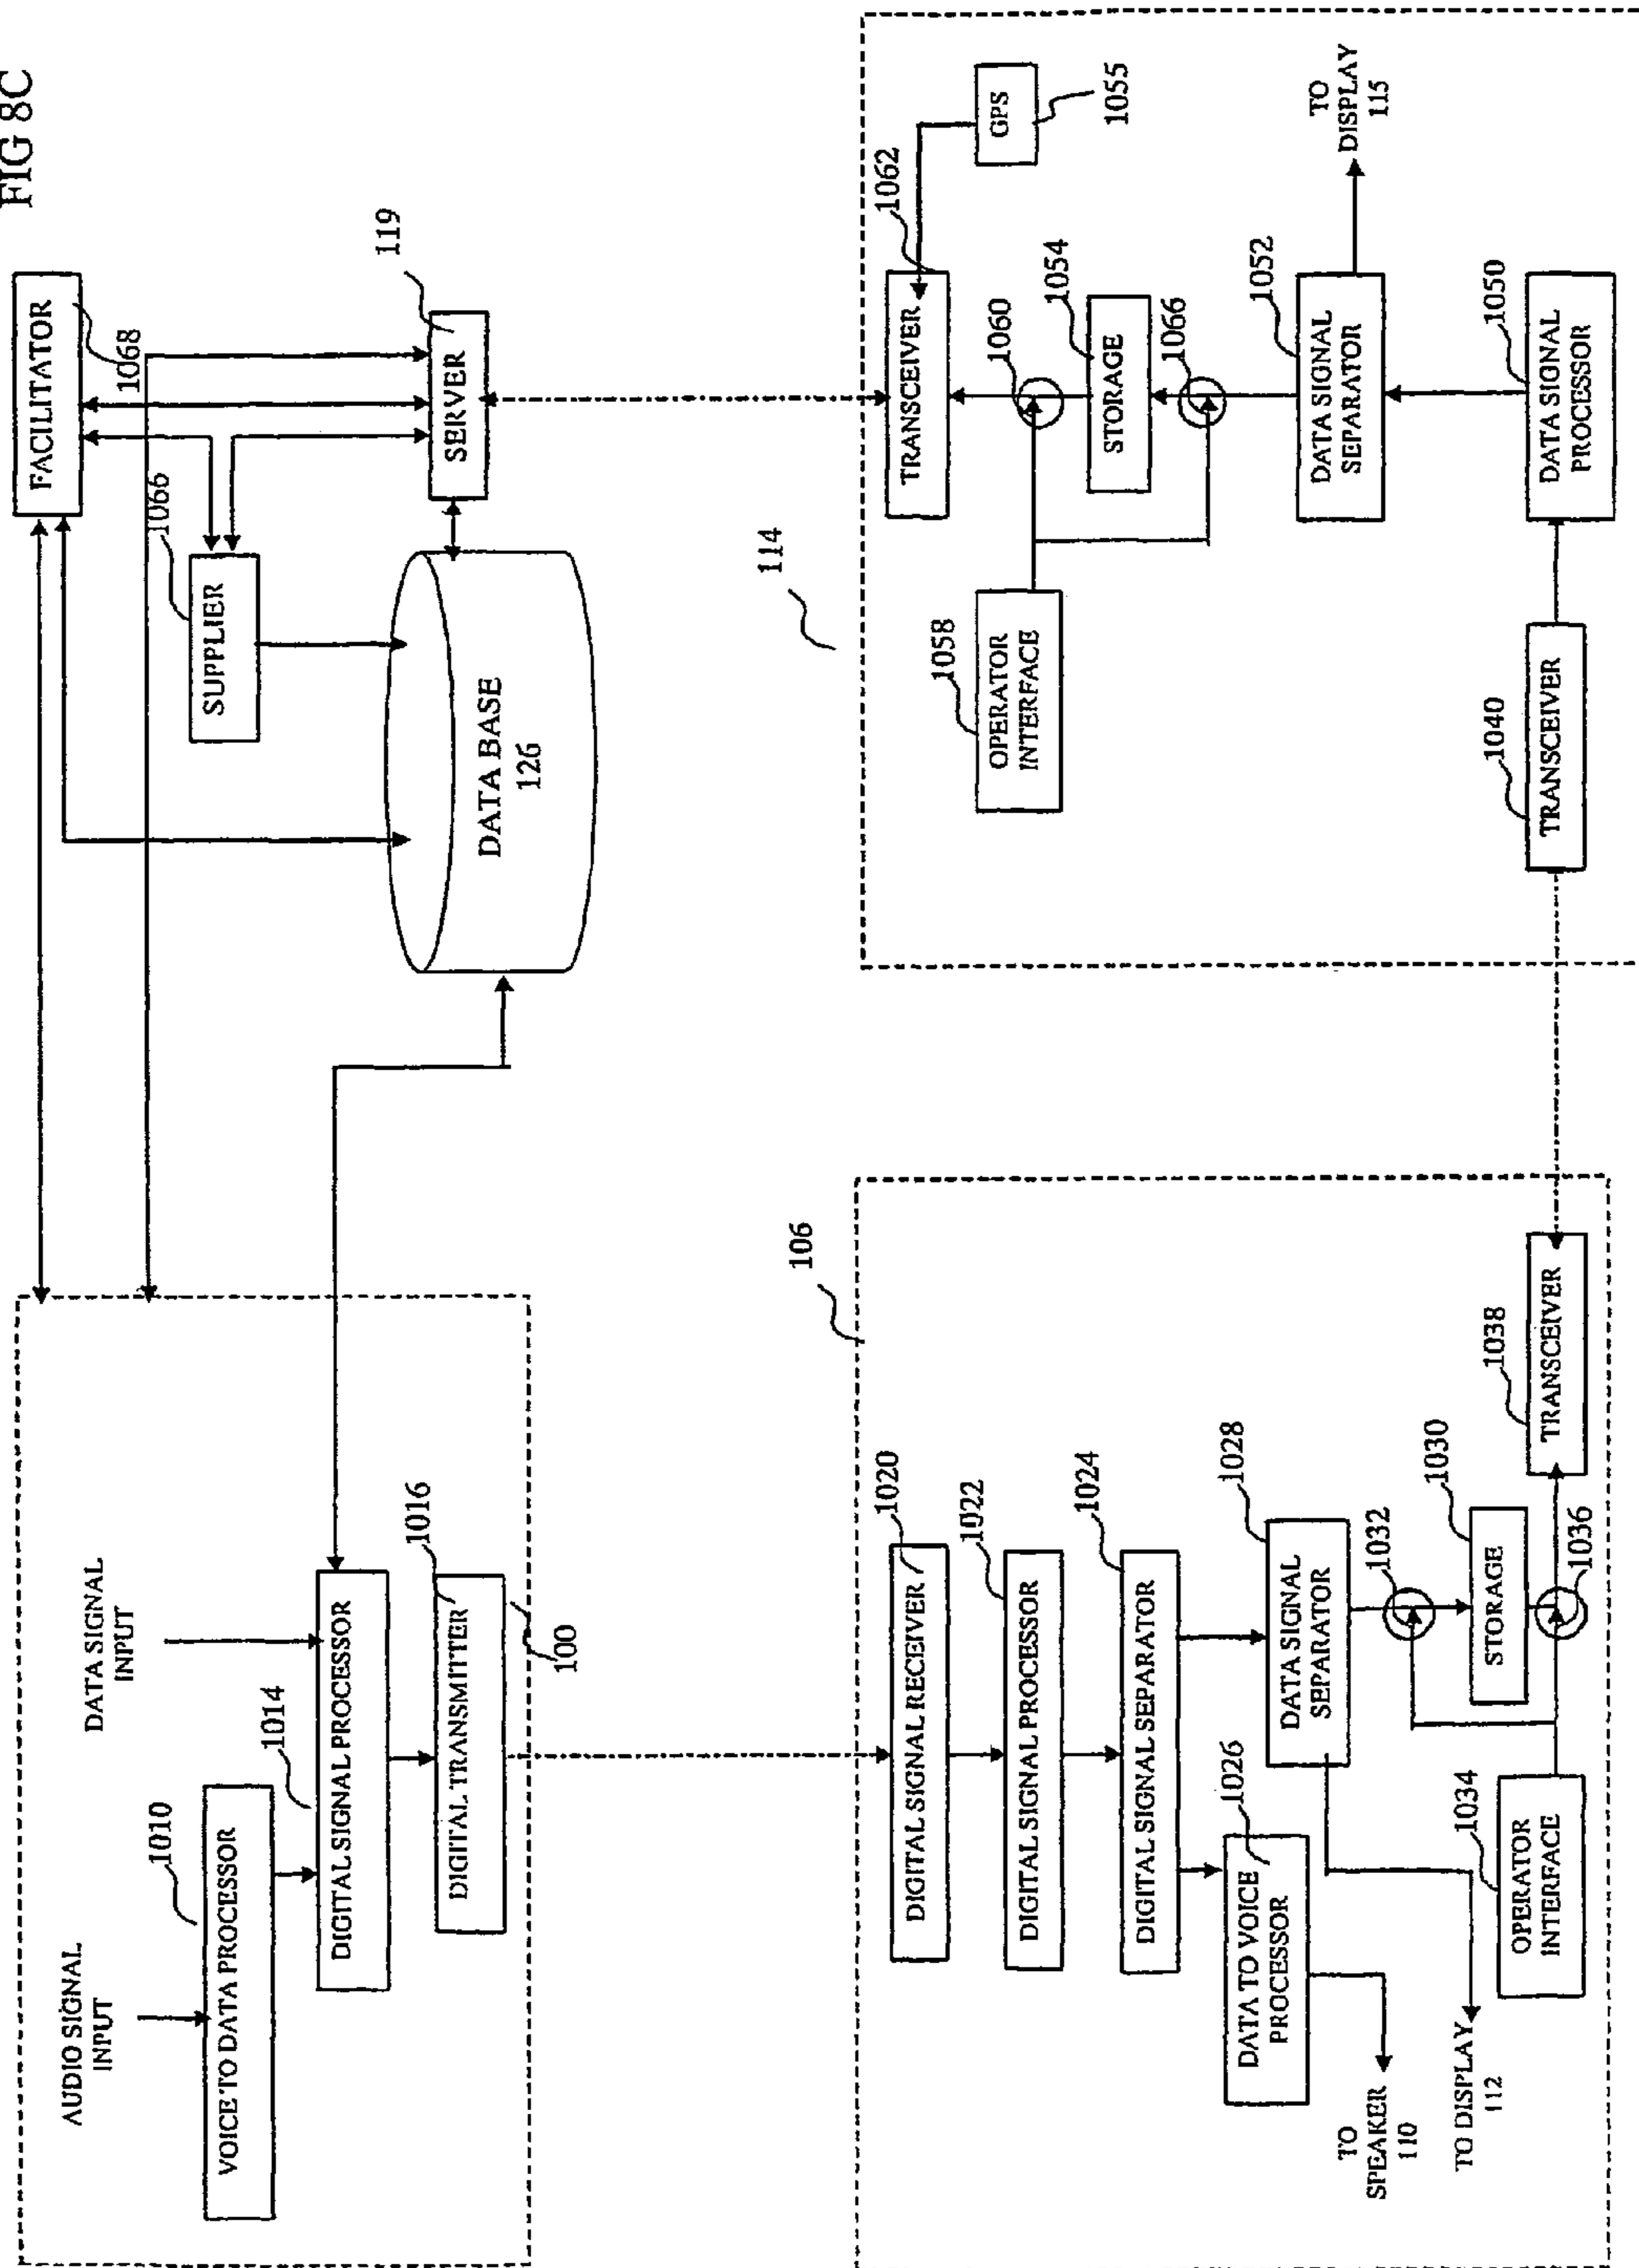 FIG 8C
AUDIO SIGNAL
INPUT
DATA SIGNAL
INPUT
1010
VOICE TO DATA PROCESSOR
1014
DIGITAL SIGNAL PROCESSOR
1016
DIGITAL TRANSMITTER
100
FACILITATOR
1068
1066
SUPPLIER
119
SERVER
DATA BASE
126
106
1020
DIGITAL SIGNAL RECEIVER
1022
DIGITAL SIGNAL PROCESSOR
1024
DIGITAL SIGNAL SEPARATOR
1026
DATA TO VOICE
PROCESSOR
1028
DATA SIGNAL
SEPARATOR
1032
1030
STORAGE
1036
1038
TRANSCEIVER
1034
OPERATOR
INTERFACE
TO
SPEAKER
110
TO DISPLAY
112
114
1062
TRANSCEIVER
GPS
1055
1060
1054
STORAGE
1066
1058
OPERATOR
INTERFACE
1052
DATA SIGNAL
SEPARATOR
TO
DISPLAY
115
1050
DATA SIGNAL
PROCESSOR
1040
TRANSCEIVER